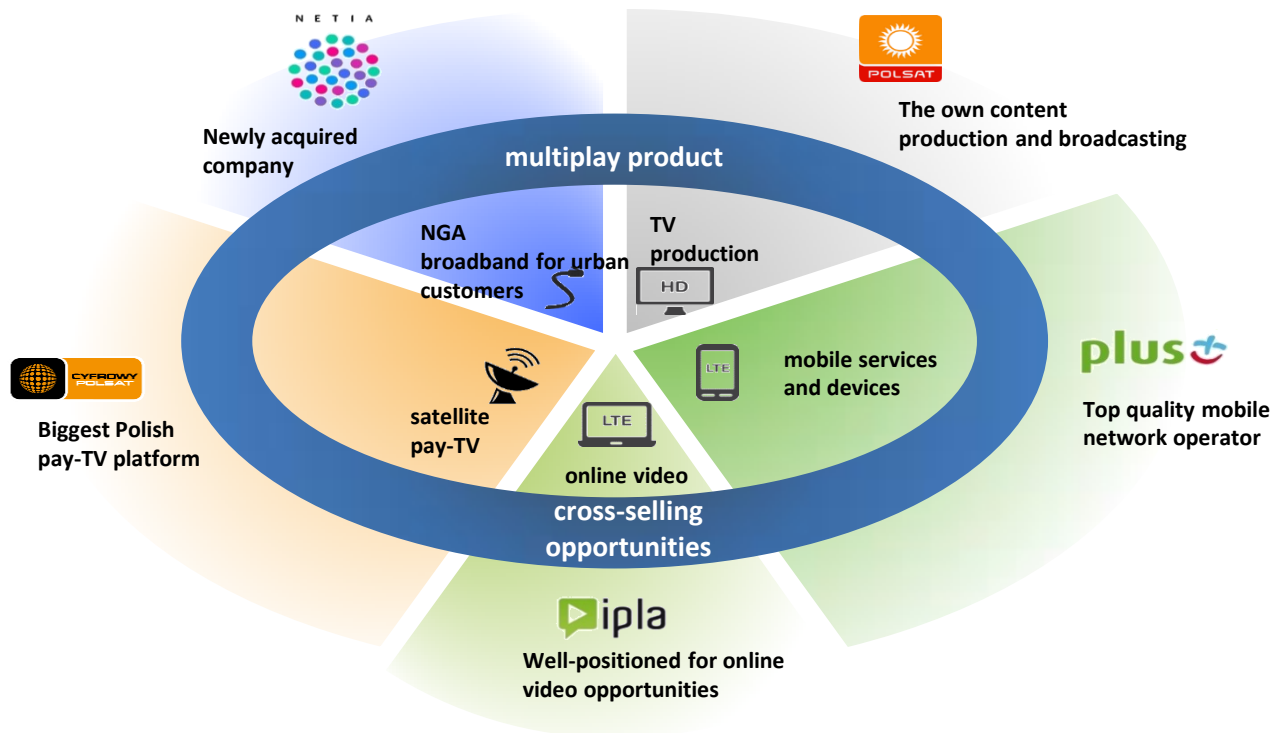 NETIA
Newly acquired
company
POLSAT
The own content
production and broadcasting
multiplay product
NGA
broadband for urban
customers
TV
production
HD
CYFROWY
POLSAT
Biggest Polish
pay-TV platform
satellite
pay-TV
LTE
online video
LTE
mobile services
and devices
plus
Top quality mobile
network operator
cross-selling
opportunities
ipla
Well-positioned for online
video opportunities